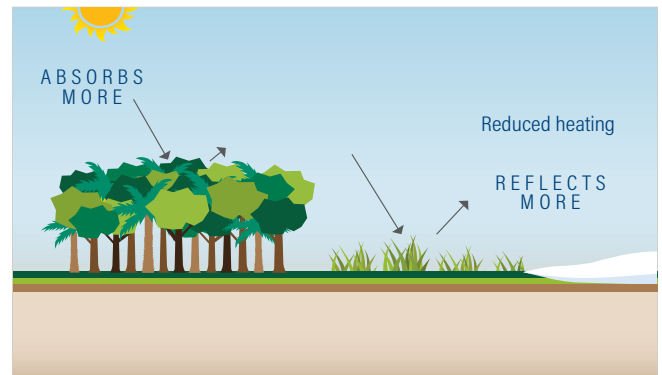 ABSORBS
MORE
Reduced heating
REFLECTS
MORE